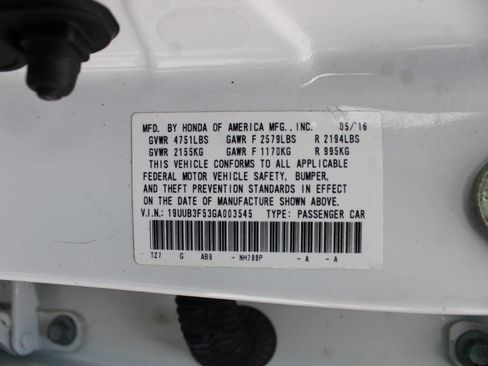 MFD. BY HONDA OF AMERICA MFG., INC. 05/'16
GVWR 4751LBS GAWR F 2579LBS R 2194LBS
GVWR 2155KG GAWR F 1170KG R 995KG
THIS VEHICLE CONFORMS TO ALL APPLICABLE
FEDERAL MOTOR VEHICLE SAFETY, BUMPER,
AND THEFT PREVENTION STANDARDS IN EFFECT
ON THE DATE OF MANUFACTURE SHOWN ABOVE.
V.I.N.: 19UUB3F53GA003545 TYPE: PASSENGER CAR
TZ7 G AB9 - NH788P - A - A